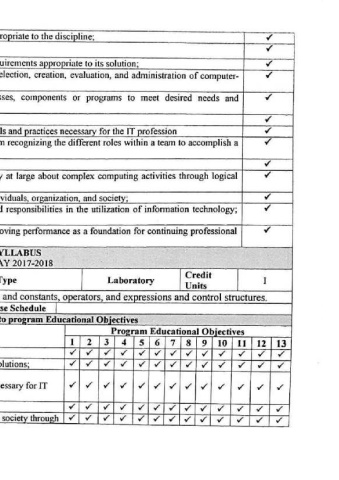 ropriate to the discipline; ✓
✓
uirements appropriate to its solution; ✓
election, creation, evaluation, and administration of computer- ✓
sses, components or programs to meet desired needs and ✓
✓
ls and practices necessary for the IT profession ✓
n recognizing the different roles within a team to accomplish a ✓
✓
y at large about complex computing activities through logical ✓
viduals, organization, and society; ✓
d responsibilities in the utilization of information technology; ✓
oving performance as a foundation for continuing professional ✓
YLLABUS
AY 2017-2018
Type Laboratory Credit Units 1
and constants, operators, and expressions and control structures.
se Schedule
to program Educational Objectives
Program Educational Objectives
1 2 3 4 5 6 7 8 9 10 11 12 13
✓ ✓ ✓ ✓ ✓ ✓ ✓ ✓ ✓ ✓ ✓ ✓ ✓
olutions; ✓ ✓ ✓ ✓ ✓ ✓ ✓ ✓ ✓ ✓ ✓ ✓ ✓
essary for IT ✓ ✓ ✓ ✓ ✓ ✓ ✓ ✓ ✓ ✓ ✓ ✓ ✓
✓ ✓ ✓ ✓ ✓ ✓ ✓ ✓ ✓ ✓ ✓ ✓ ✓
society through ✓ ✓ ✓ ✓ ✓ ✓ ✓ ✓ ✓ ✓ ✓ ✓ ✓